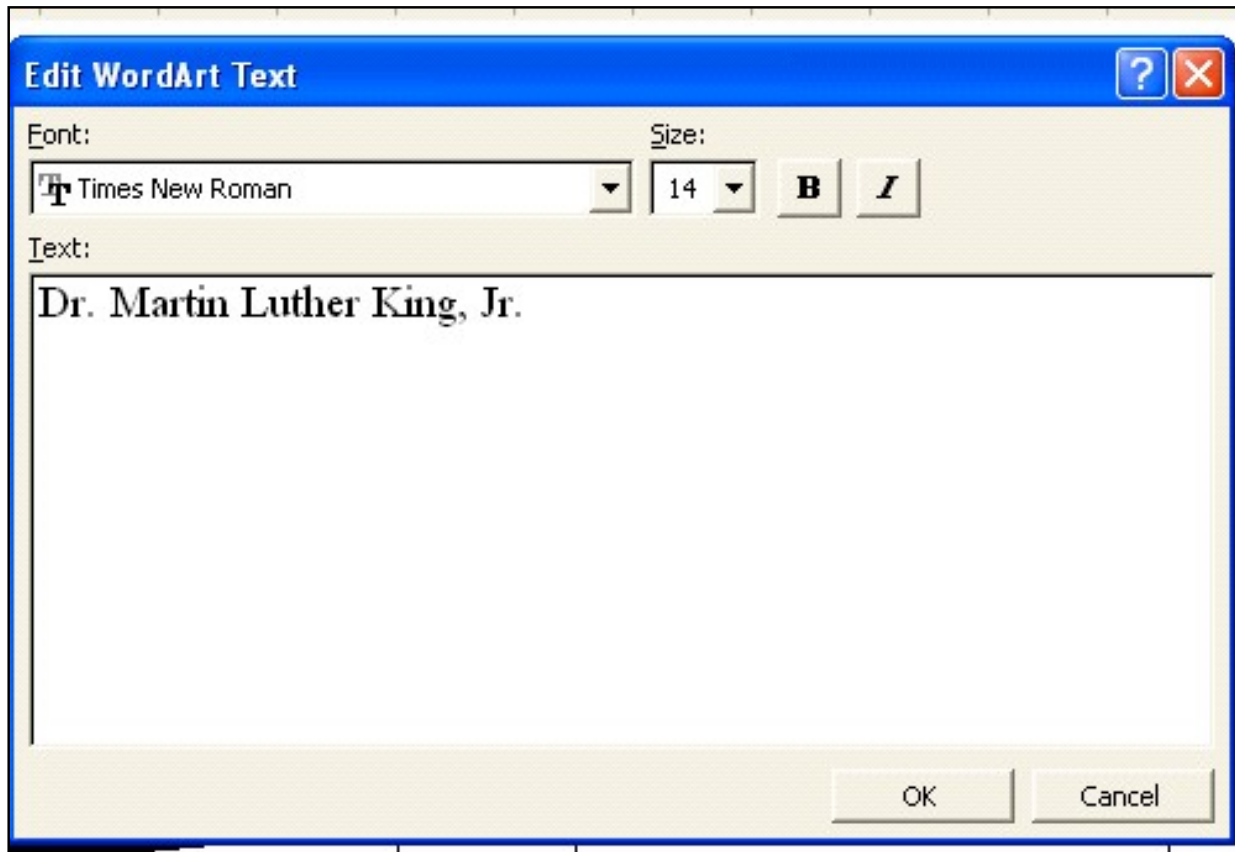 Edit WordArt Text
?
Font:
Size:
Times New Roman
14
B
I
Text:
Dr. Martin Luther King, Jr.
OK
Cancel